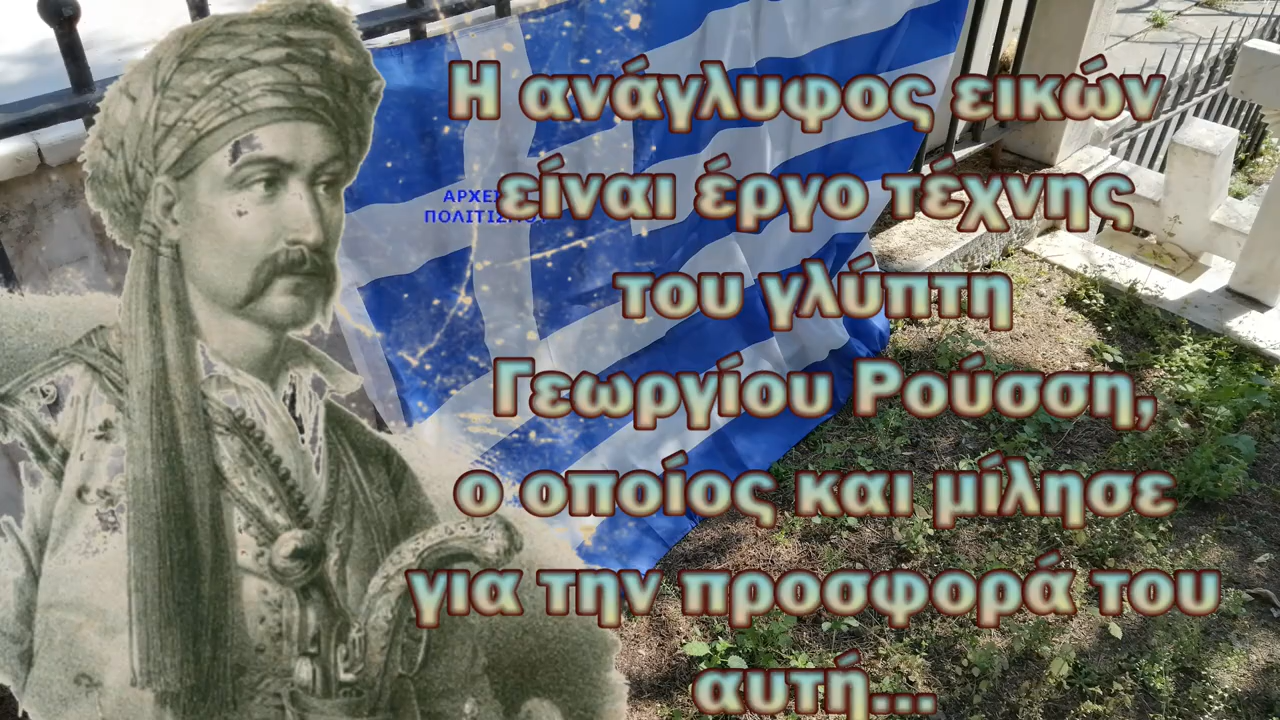 Η ανάγλυφος εικών
είναι έργο τέχνης
του γλύπτη
Γεωργίου Ρούσση,
ο οποίος και μίλησε
για την προσφορά του
αυτή...